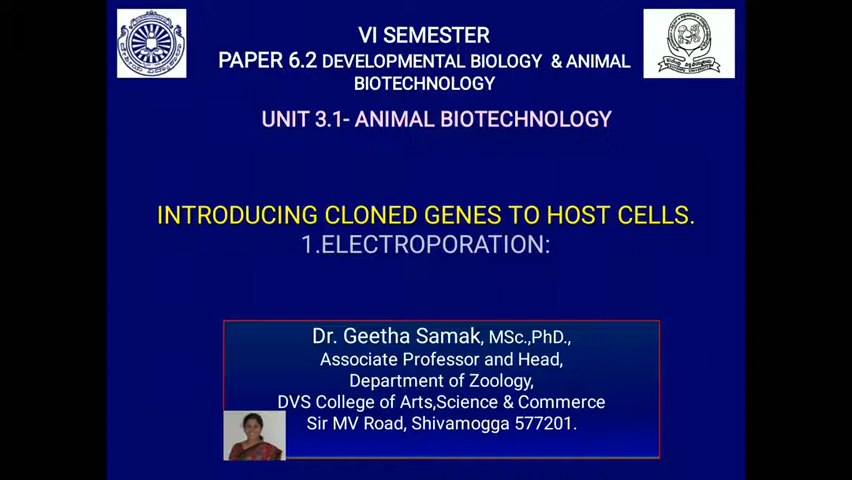 VI SEMESTER
PAPER 6.2 DEVELOPMENTAL BIOLOGY & ANIMAL
BIOTECHNOLOGY
UNIT 3.1- ANIMAL BIOTECHNOLOGY
INTRODUCING CLONED GENES TO HOST CELLS.
1.ELECTROPORATION:
Dr. Geetha Samak, MSc.,PhD.,
Associate Professor and Head,
Department of Zoology,
DVS College of Arts,Science & Commerce
Sir MV Road, Shivamogga 577201.